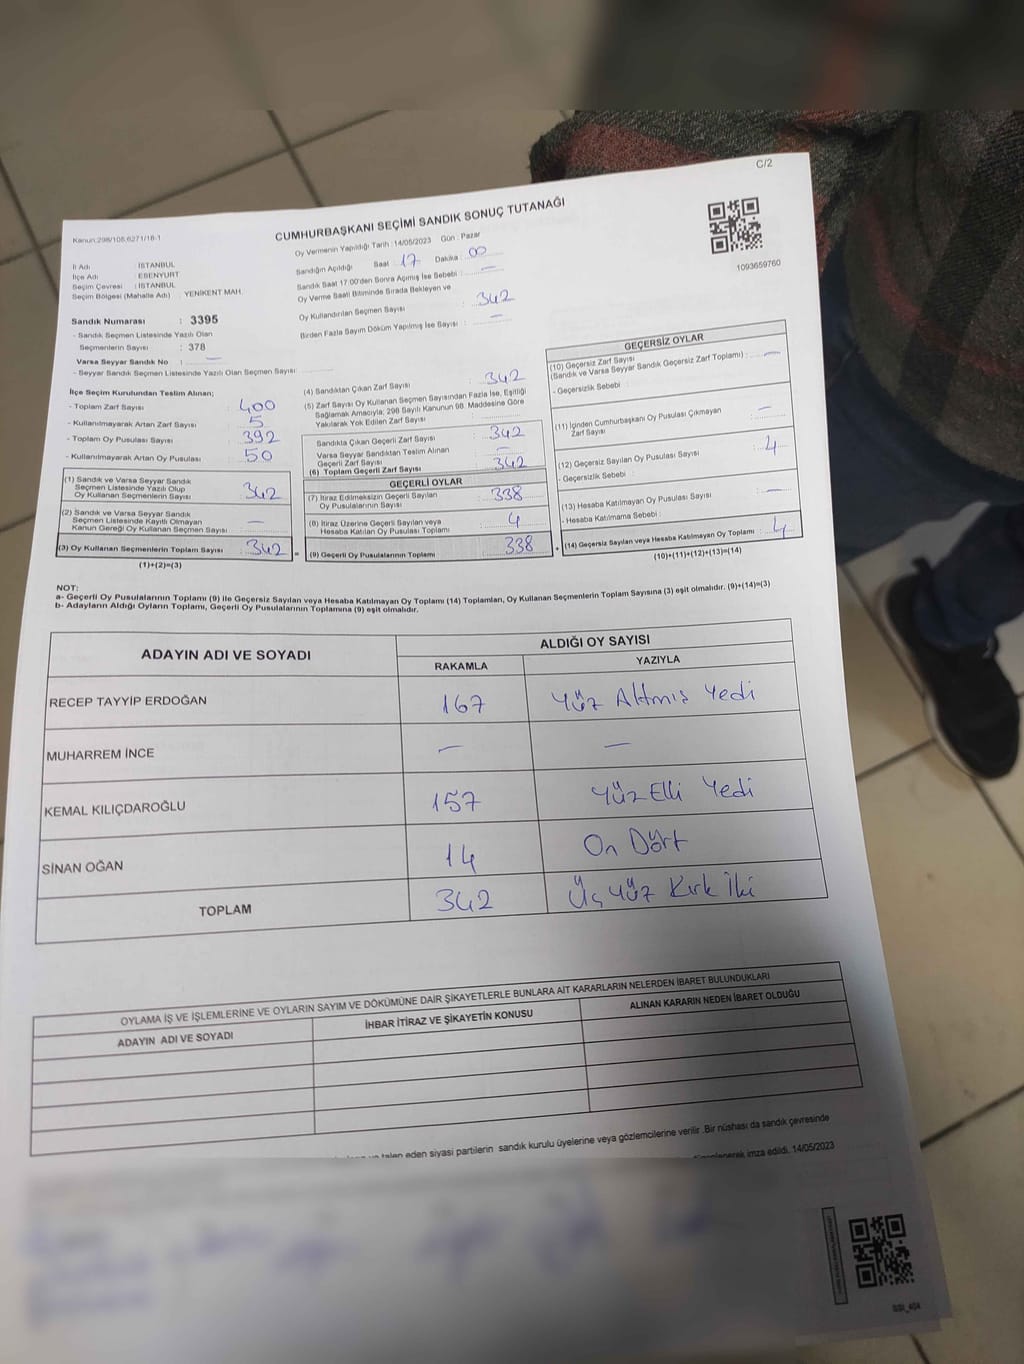 C/2
CUMHURBAŞKANI SEÇİMİ SANDIK SONUÇ TUTANAĞI
Kanun:298/105,6271/18-1
Oy Vermenin Yapıldığı Tarih : 14/05/2023 Gün : Pazar
1093659760
İl Adı : İSTANBUL
İlçe Adı : ESENYURT
Seçim Çevresi : İSTANBUL
Seçim Bölgesi (Mahalle Adı) : YENİKENT MAH.
Sandık Numarası : 3395
- Sandık Seçmen Listesinde Yazılı Olan
Seçmenlerin Sayısı : 378
Varsa Seyyar Sandık No : —
- Seyyar Sandık Seçmen Listesinde Yazılı Olan Seçmen Sayısı:
Sandığın Açıldığı Saat : 17 Dakika : 00
Sandık Saat 17:00'den Sonra Açılmış İse Sebebi : —
Oy Verme Saati Bitiminde Sırada Bekleyen ve
Oy Kullandırılan Seçmen Sayısı : 342
Birden Fazla Sayım Döküm Yapılmış İse Sayısı : —
İlçe Seçim Kurulundan Teslim Alınan;
- Toplam Zarf Sayısı : 400
- Kullanılmayarak Artan Zarf Sayısı : 5
- Toplam Oy Pusulası Sayısı : 392
- Kullanılmayarak Artan Oy Pusulası : 50
(1) Sandık ve Varsa Seyyar Sandık
Seçmen Listesinde Yazılı Olup
Oy Kullanan Seçmenlerin Sayısı : 342
(2) Sandık ve Varsa Seyyar Sandık
Seçmen Listesinde Kayıtlı Olmayan
Kanun Gereği Oy Kullanan Seçmen Sayısı : —
(3) Oy Kullanan Seçmenlerin Toplam Sayısı : 342 =
(1)+(2)=(3)
(4) Sandıktan Çıkan Zarf Sayısı : 342
(5) Zarf Sayısı Oy Kullanan Seçmen Sayısından Fazla İse, Eşitliği
Sağlamak Amacıyla; 298 Sayılı Kanunun 98. Maddesine Göre
Yakılarak Yok Edilen Zarf Sayısı :
Sandıkta Çıkan Geçerli Zarf Sayısı : 342
Varsa Seyyar Sandıktan Teslim Alınan
Geçerli Zarf Sayısı : —
(6) Toplam Geçerli Zarf Sayısı : 342
GEÇERLİ OYLAR
(7) İtiraz Edilmeksizin Geçerli Sayılan
Oy Pusulalarının Sayısı : 338
(8) İtiraz Üzerine Geçerli Sayılan veya
Hesaba Katılan Oy Pusulası Toplamı : 4
(9) Geçerli Oy Pusulalarının Toplamı : 338 +
GEÇERSİZ OYLAR
(10) Geçersiz Zarf Sayısı
(Sandık ve Varsa Seyyar Sandık Geçersiz Zarf Toplamı) : —
- Geçersizlik Sebebi :
(11) İçinden Cumhurbaşkanı Oy Pusulası Çıkmayan
Zarf Sayısı : —
(12) Geçersiz Sayılan Oy Pusulası Sayısı : 4
- Geçersizlik Sebebi :
(13) Hesaba Katılmayan Oy Pusulası Sayısı : —
- Hesaba Katılmama Sebebi :
(14) Geçersiz Sayılan veya Hesaba Katılmayan Oy Toplamı : 4
(10)+(11)+(12)+(13)=(14)
NOT:
a- Geçerli Oy Pusulalarının Toplamı (9) ile Geçersiz Sayılan veya Hesaba Katılmayan Oy Toplamı (14) Toplamları, Oy Kullanan Seçmenlerin Toplam Sayısına (3) eşit olmalıdır. (9)+(14)=(3)
b- Adayların Aldığı Oyların Toplamı, Geçerli Oy Pusulalarının Toplamına (9) eşit olmalıdır.
ADAYIN ADI VE SOYADI
ALDIĞI OY SAYISI
RAKAMLA YAZIYLA
RECEP TAYYİP ERDOĞAN 167 Yüz Altmış Yedi
MUHARREM İNCE — —
KEMAL KILIÇDAROĞLU 157 Yüz Elli Yedi
SİNAN OĞAN 14 On Dört
TOPLAM 342 Üç Yüz Kırk İki
OYLAMA İŞ VE İŞLEMLERİNE VE OYLARIN SAYIM VE DÖKÜMÜNE DAİR ŞİKAYETLERLE BUNLARA AİT KARARLARIN NELERDEN İBARET BULUNDUKLARI
ADAYIN ADI VE SOYADI İHBAR İTİRAZ VE ŞİKAYETİN KONUSU ALINAN KARARIN NEDEN İBARET OLDUĞU
talep eden siyasi partilerin sandık kurulu üyelerine veya gözlemcilerine verilir .Bir nüshası da sandık çevresinde
imza edildi. 14/05/2023